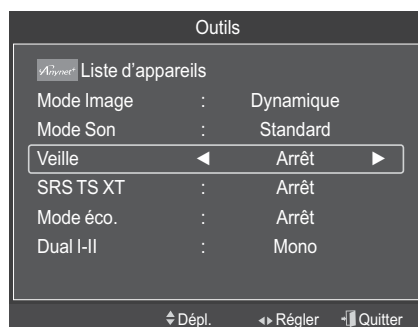 Outils
Anynet+ Liste d'appareils
Mode Image : Dynamique
Mode Son : Standard
Veille ◄ Arrêt ►
SRS TS XT : Arrêt
Mode éco. : Arrêt
Dual I-II : Mono
Dépl. Régler Quitter